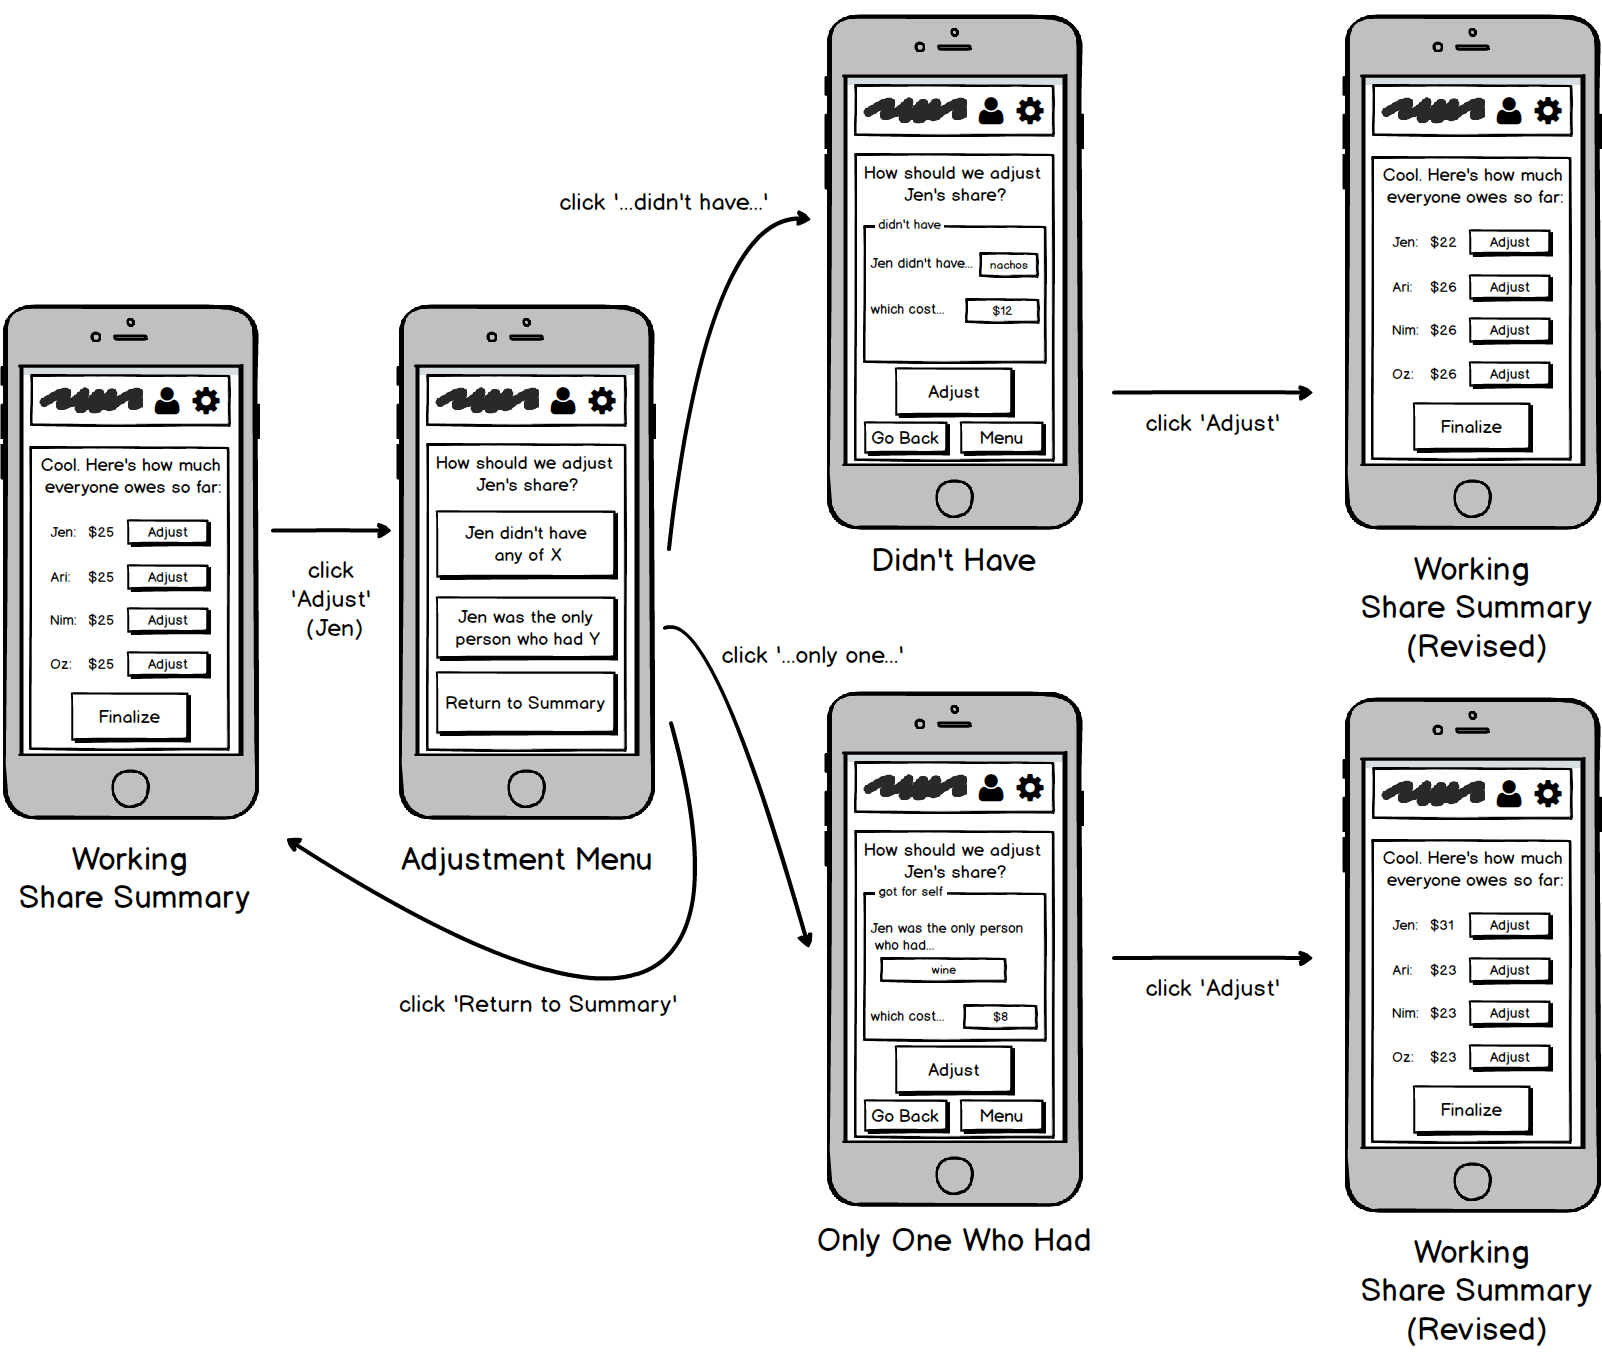 Cool. Here's how much
everyone owes so far:
Jen: $25 Adjust
Ari: $25 Adjust
Nim: $25 Adjust
Oz: $25 Adjust
Finalize
Working
Share Summary
click
'Adjust'
(Jen)
How should we adjust
Jen's share?
Jen didn't have
any of X
Jen was the only
person who had Y
Return to Summary
Adjustment Menu
click 'Return to Summary'
click '...didn't have...'
How should we adjust
Jen's share?
didn't have
Jen didn't have... nachos
which cost... $12
Adjust
Go Back Menu
Didn't Have
click 'Adjust'
Cool. Here's how much
everyone owes so far:
Jen: $22 Adjust
Ari: $26 Adjust
Nim: $26 Adjust
Oz: $26 Adjust
Finalize
Working
Share Summary
(Revised)
click '...only one...'
How should we adjust
Jen's share?
got for self
Jen was the only person
who had...
wine
which cost... $8
Adjust
Go Back Menu
Only One Who Had
click 'Adjust'
Cool. Here's how much
everyone owes so far:
Jen: $31 Adjust
Ari: $23 Adjust
Nim: $23 Adjust
Oz: $23 Adjust
Finalize
Working
Share Summary
(Revised)